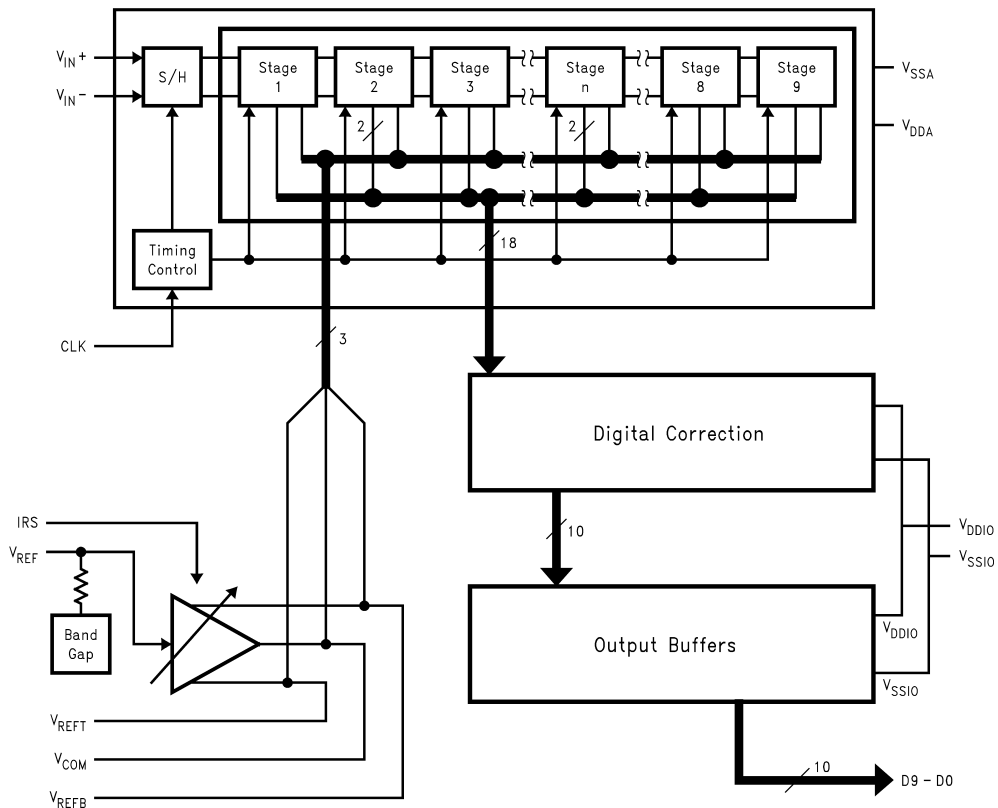 V_IN+
V_IN-
S/H
Stage 1
Stage 2
Stage 3
Stage n
Stage 8
Stage 9
V_SSA
V_DDA
2
2
18
Timing Control
CLK
3
Digital Correction
10
IRS
V_REF
V_DDIO
V_SSIO
Band Gap
Output Buffers
V_DDIO
V_SSIO
V_REFT
V_COM
V_REFB
10
D9-D0